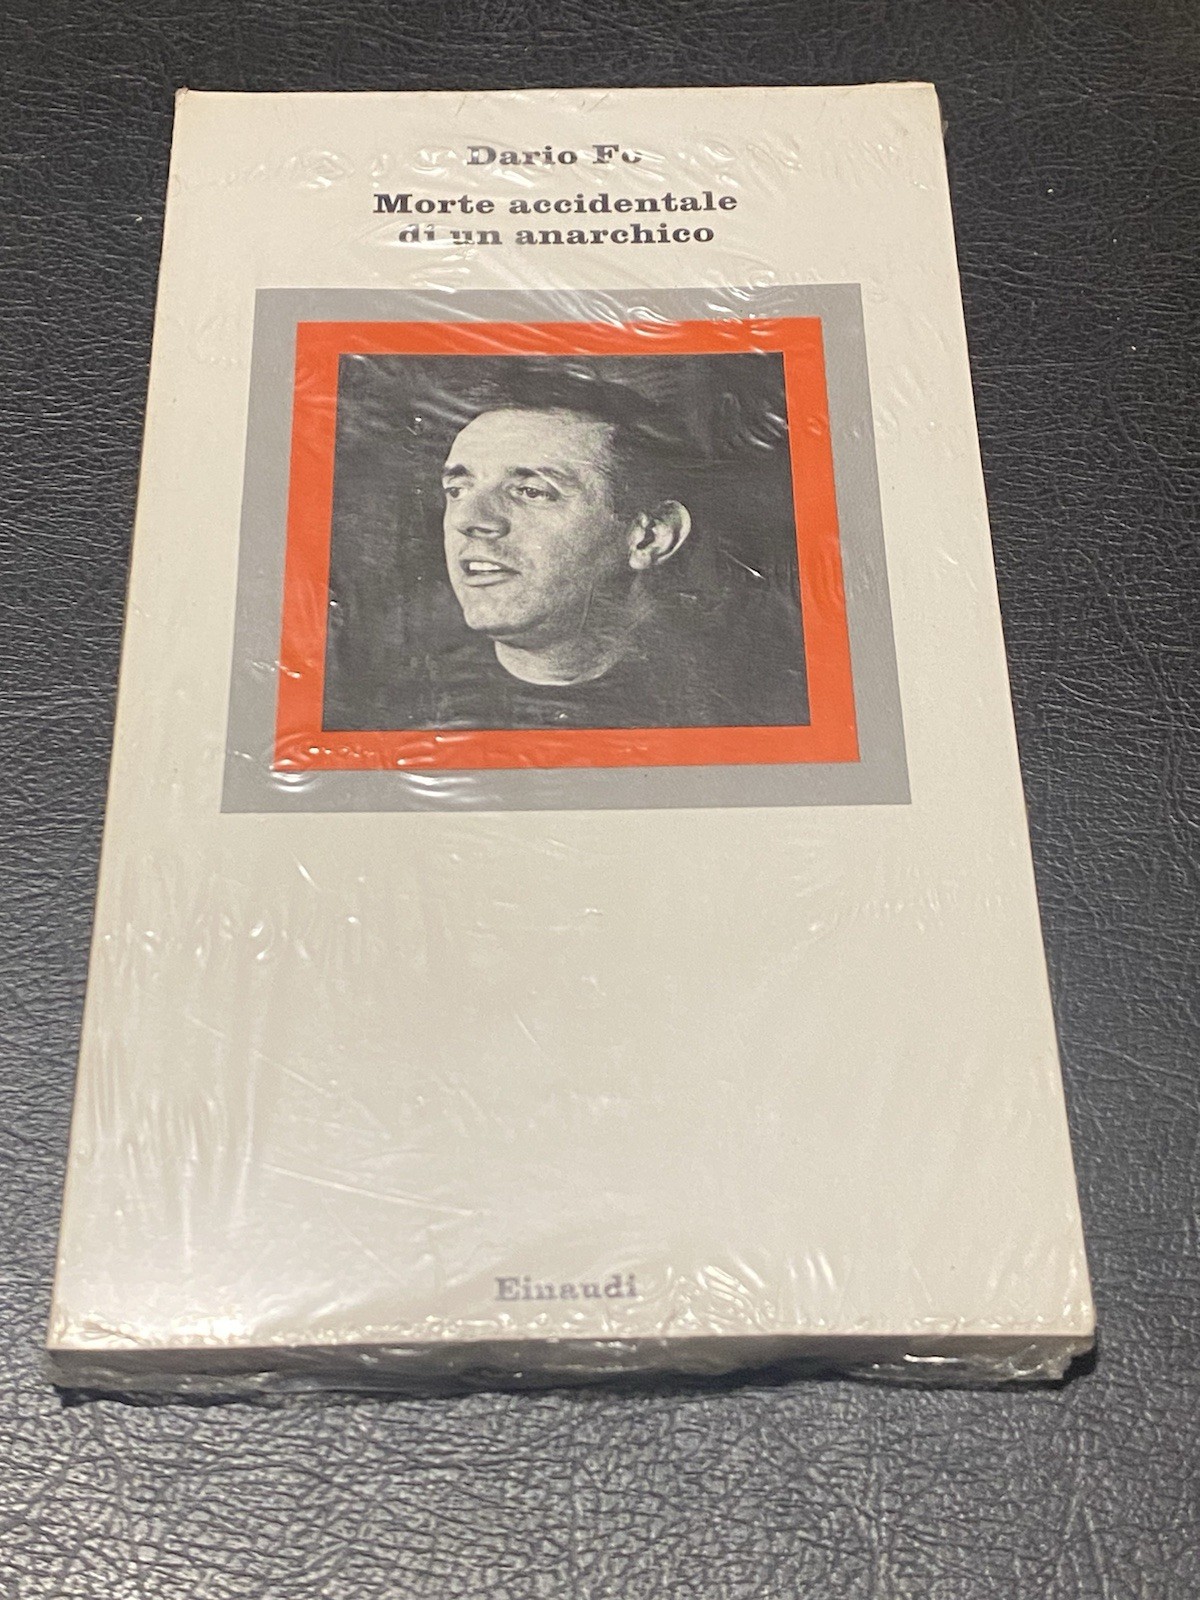 Dario Fo
Morte accidentale
di un anarchico
Einaudi